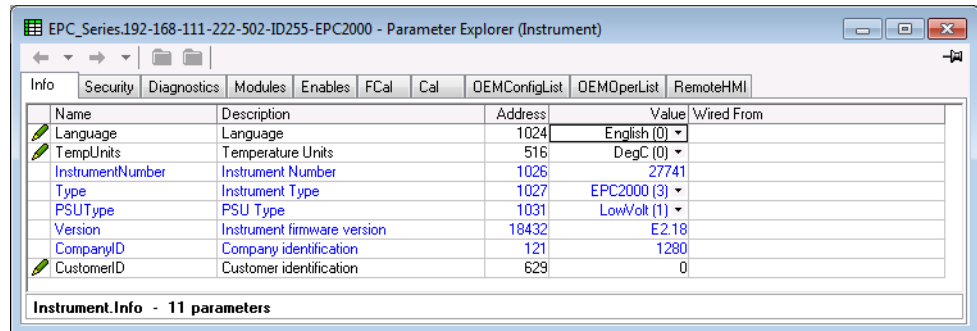 EPC_Series.192-168-111-222-502-ID255-EPC2000 - Parameter Explorer (Instrument)
Info Security Diagnostics Modules Enables FCal Cal OEMConfigList OEMOperList RemoteHMI
Name Description Address Value Wired From
Language Language 1024 English (0)
TempUnits Temperature Units 516 DegC (0)
InstrumentNumber Instrument Number 1026 27741
Type Instrument Type 1027 EPC2000 (3)
PSUType PSU Type 1031 LowVolt (1)
Version Instrument firmware version 18432 E2.18
CompanyID Company identification 121 1280
CustomerID Customer identification 629 0
Instrument.Info - 11 parameters